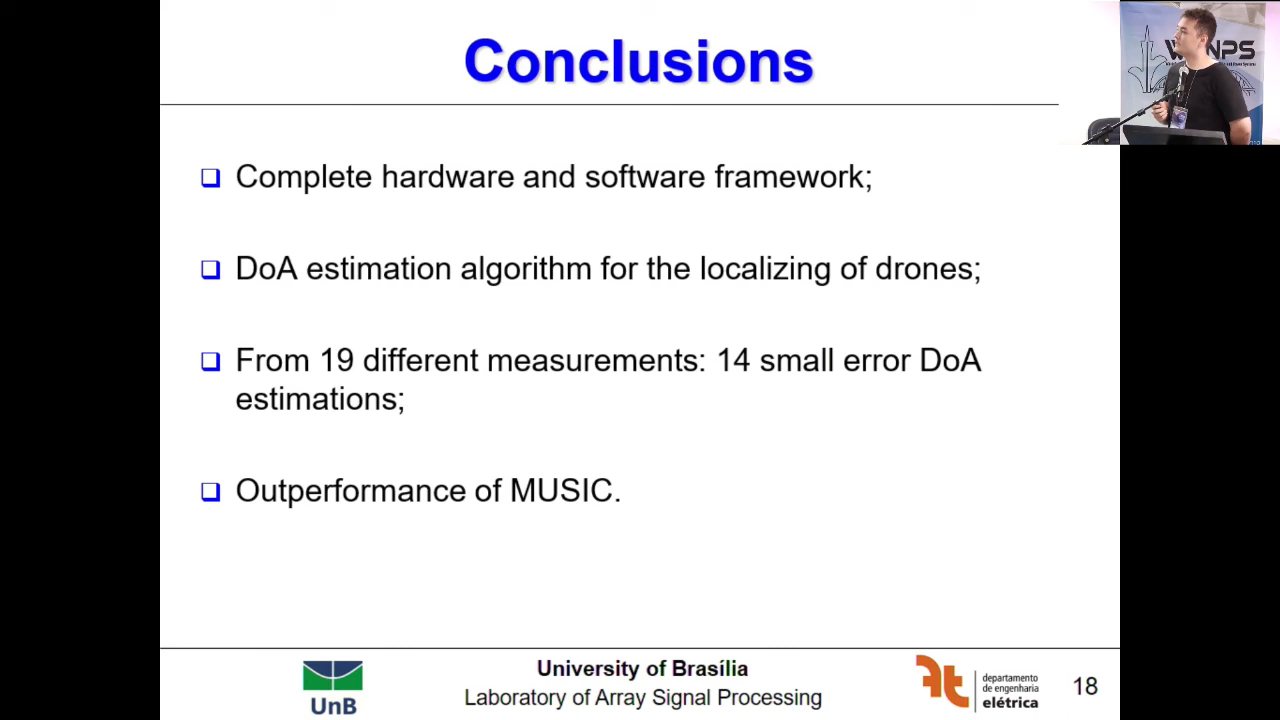 Conclusions
Complete hardware and software framework;
DoA estimation algorithm for the localizing of drones;
From 19 different measurements: 14 small error DoA
estimations;
Outperformance of MUSIC.
University of Brasília
Laboratory of Array Signal Processing
UnB
ft
departamento
de engenharia
elétrica
18